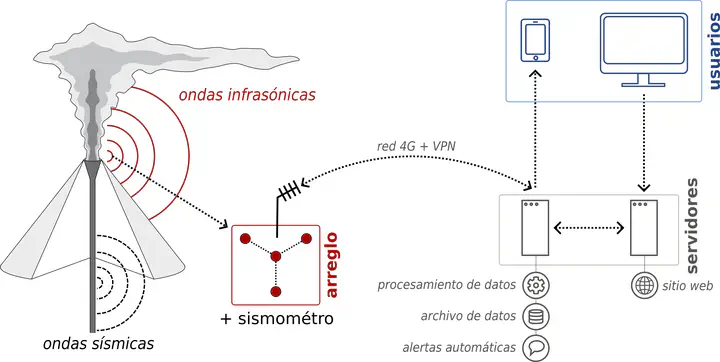 ondas infrasónicas
usuarios
red 4G + VPN
servidores
arreglo
procesamiento de datos
sitio web
+ sismométro
archivo de datos
ondas sísmicas
alertas automáticas